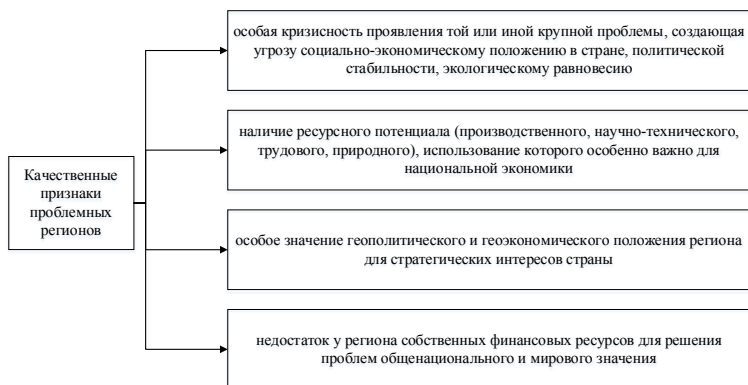 особая кризисность проявления той или иной крупной проблемы, создающая
угрозу социально-экономическому положению в стране, политической
стабильности, экологическому равновесию
наличие ресурсного потенциала (производственного, научно-технического,
трудового, природного), использование которого особенно важно для
национальной экономики
Качественные
признаки
проблемных
регионов
особое значение геополитического и геоэкономического положения региона
для стратегических интересов страны
недостаток у региона собственных финансовых ресурсов для решения
проблем общенационального и мирового значения